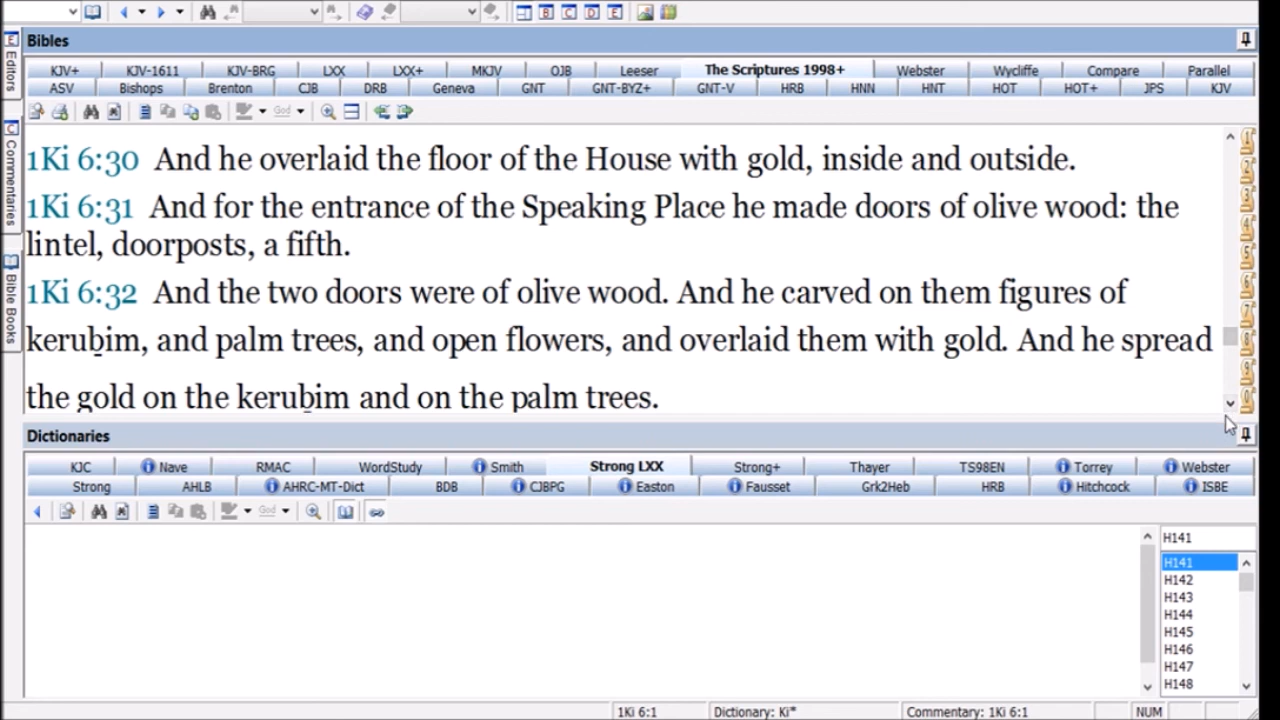 Bibles
KJV+ KJV-1611 KJV-BRG LXX LXX+ MKJV OJB Leeser The Scriptures 1998+ Webster Wycliffe Compare Parallel
ASV Bishops Brenton CJB DRB Geneva GNT GNT-BYZ+ GNT-V HRB HNN HNT HOT HOT+ JPS KJV
Editors
Commentaries
Bible Books
1Ki 6:30 And he overlaid the floor of the House with gold, inside and outside.
1Ki 6:31 And for the entrance of the Speaking Place he made doors of olive wood: the
lintel, doorposts, a fifth.
1Ki 6:32 And the two doors were of olive wood. And he carved on them figures of
keruḇim, and palm trees, and open flowers, and overlaid them with gold. And he spread
the gold on the keruḇim and on the palm trees.
Dictionaries
KJC Nave RMAC WordStudy Smith Strong LXX Strong+ Thayer TS98EN Torrey Webster
Strong AHLB AHRC-MT-Dict BDB CJBPG Easton Fausset Grk2Heb HRB Hitchcock ISBE
God
H141
H141
H142
H143
H144
H145
H146
H147
H148
1Ki 6:1 Dictionary: Ki* Commentary: 1Ki 6:1 NUM